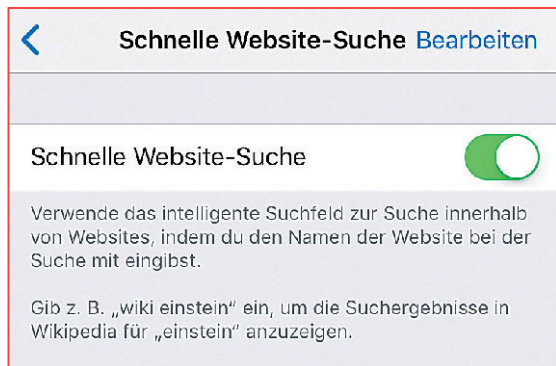 Schnelle Website-Suche Bearbeiten
Schnelle Website-Suche
Verwende das intelligente Suchfeld zur Suche innerhalb
von Websites, indem du den Namen der Website bei der
Suche mit eingibst.
Gib z. B. „wiki einstein“ ein, um die Suchergebnisse in
Wikipedia für „einstein“ anzuzeigen.